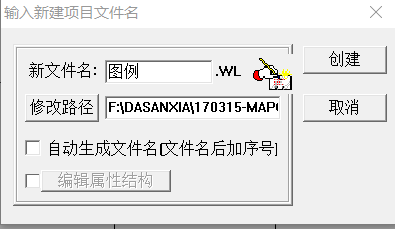 输入新建项目文件名
新文件名: 图例 .WL
创建
修改路径 F:\DASANXIA\170315-MAP
取消
自动生成文件名[文件名后加序号]
编辑属性结构